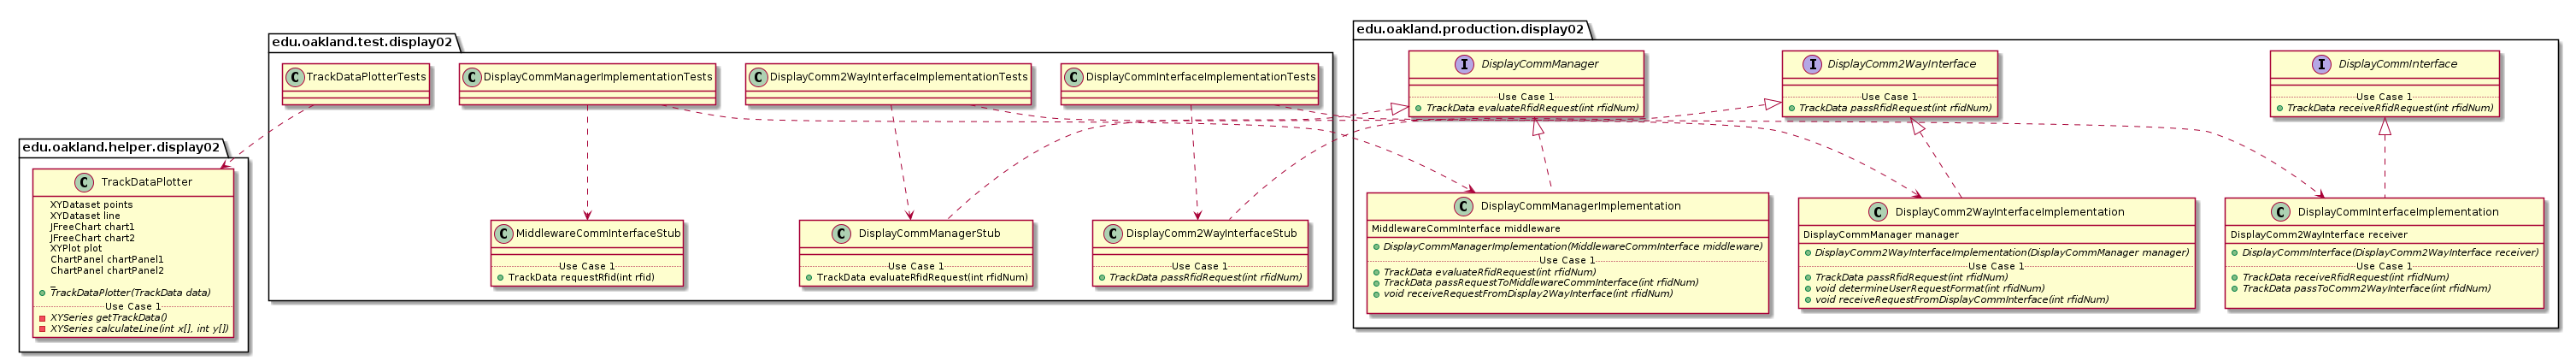 edu.oakland.helper.display02
C TrackDataPlotter
XYDataset points
XYDataset line
JFreeChart chart1
JFreeChart chart2
XYPlot plot
ChartPanel chartPanel1
ChartPanel chartPanel2
_
TrackDataPlotter(TrackData data)
Use Case 1
XYSeries getTrackData()
XYSeries calculateLine(int x[], int y[])
edu.oakland.test.display02
C TrackDataPlotterTests
C DisplayCommManagerImplementationTests
C DisplayComm2WayInterfaceImplementationTests
C DisplayCommInterfaceImplementationTests
C MiddlewareCommInterfaceStub
Use Case 1
TrackData requestRfid(int rfid)
C DisplayCommManagerStub
Use Case 1
TrackData evaluateRfidRequest(int rfidNum)
C DisplayComm2WayInterfaceStub
Use Case 1
TrackData passRfidRequest(int rfidNum)
edu.oakland.production.display02
I DisplayCommManager
Use Case 1
TrackData evaluateRfidRequest(int rfidNum)
I DisplayComm2WayInterface
Use Case 1
TrackData passRfidRequest(int rfidNum)
I DisplayCommInterface
Use Case 1
TrackData receiveRfidRequest(int rfidNum)
C DisplayCommManagerImplementation
MiddlewareCommInterface middleware
DisplayCommManagerImplementation(MiddlewareCommInterface middleware)
Use Case 1
TrackData evaluateRfidRequest(int rfidNum)
TrackData passRequestToMiddlewareCommInterface(int rfidNum)
void receiveRequestFromDisplay2WayInterface(int rfidNum)
C DisplayComm2WayInterfaceImplementation
DisplayCommManager manager
DisplayComm2WayInterfaceImplementation(DisplayCommManager manager)
Use Case 1
TrackData passRfidRequest(int rfidNum)
void determineUserRequestFormat(int rfidNum)
void receiveRequestFromDisplayCommInterface(int rfidNum)
C DisplayCommInterfaceImplementation
DisplayComm2WayInterface receiver
DisplayCommInterface(DisplayComm2WayInterface receiver)
Use Case 1
TrackData receiveRfidRequest(int rfidNum)
TrackData passToComm2WayInterface(int rfidNum)